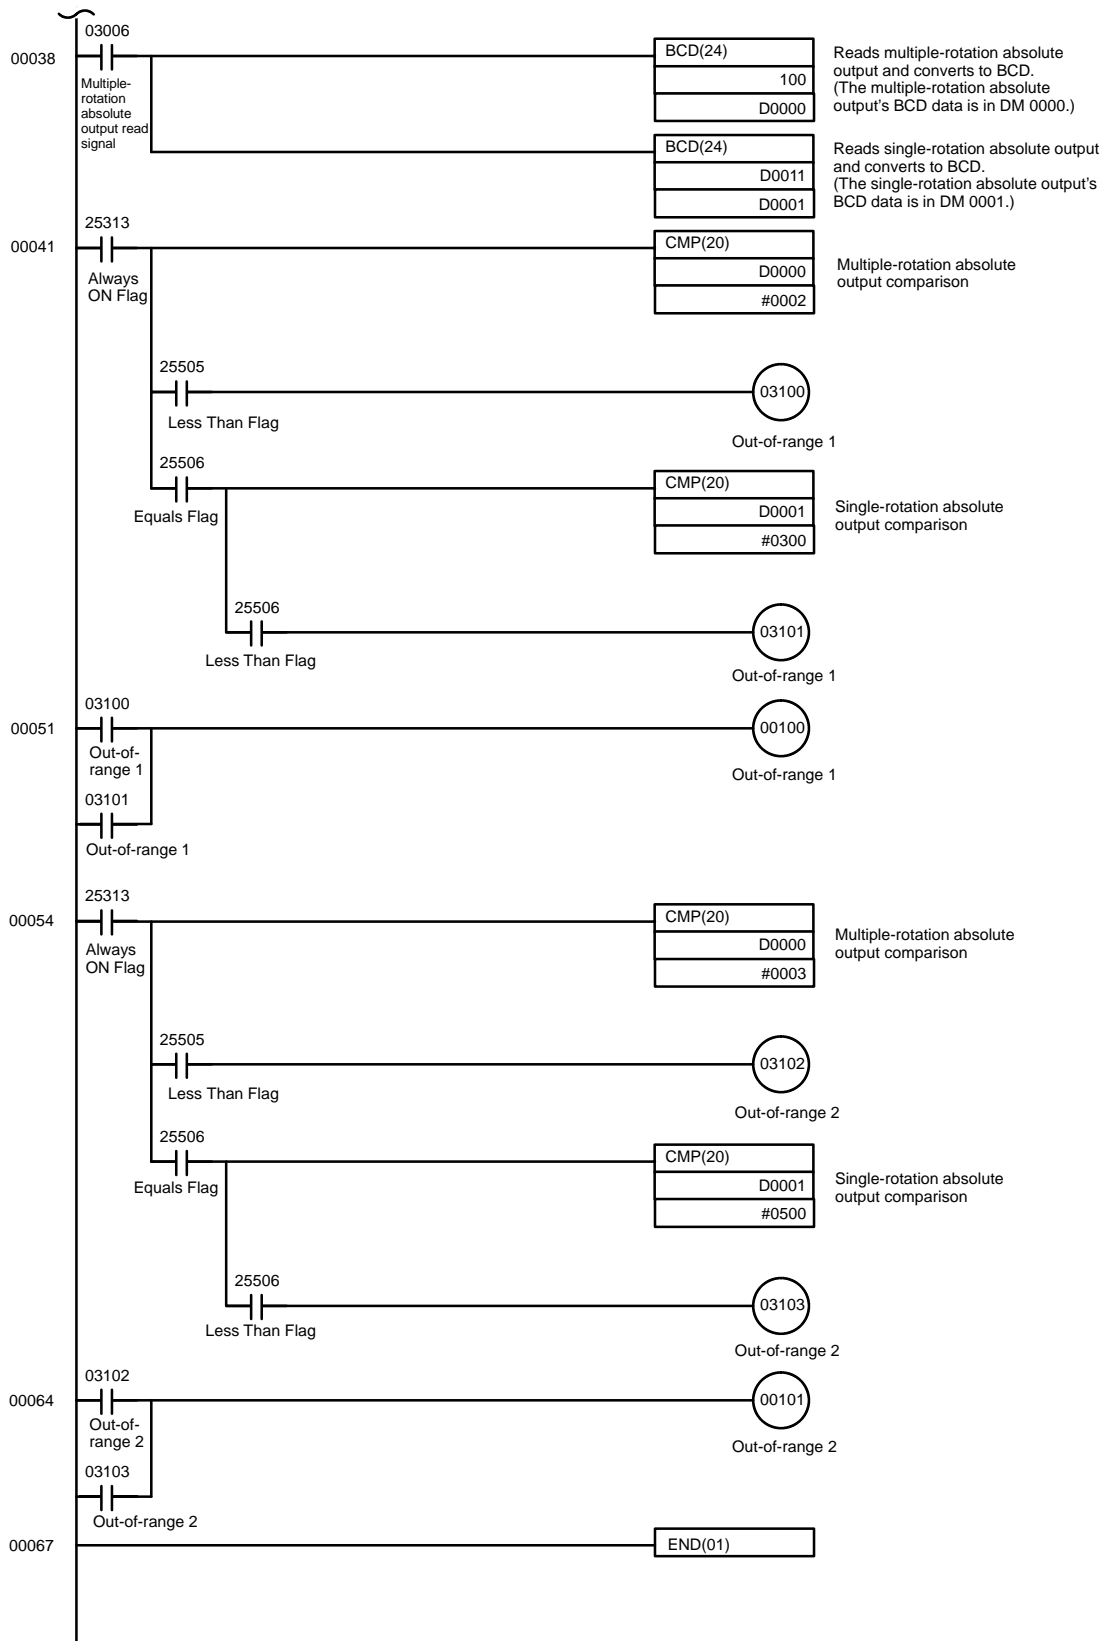 03006
00038
Multiple-
rotation
absolute
output read
signal
BCD(24)
100
D0000
Reads multiple-rotation absolute
output and converts to BCD.
(The multiple-rotation absolute
output's BCD data is in DM 0000.)
BCD(24)
D0011
D0001
Reads single-rotation absolute output
and converts to BCD.
(The single-rotation absolute output's
BCD data is in DM 0001.)
25313
00041
Always
ON Flag
CMP(20)
D0000
#0002
Multiple-rotation absolute
output comparison
25505
Less Than Flag
03100
Out-of-range 1
25506
Equals Flag
CMP(20)
D0001
#0300
Single-rotation absolute
output comparison
25506
Less Than Flag
03101
Out-of-range 1
03100
00051
Out-of-
range 1
00100
Out-of-range 1
03101
Out-of-range 1
25313
00054
Always
ON Flag
CMP(20)
D0000
#0003
Multiple-rotation absolute
output comparison
25505
Less Than Flag
03102
Out-of-range 2
25506
Equals Flag
CMP(20)
D0001
#0500
Single-rotation absolute
output comparison
25506
Less Than Flag
03103
Out-of-range 2
03102
00064
Out-of-
range 2
00101
Out-of-range 2
03103
Out-of-range 2
00067
END(01)